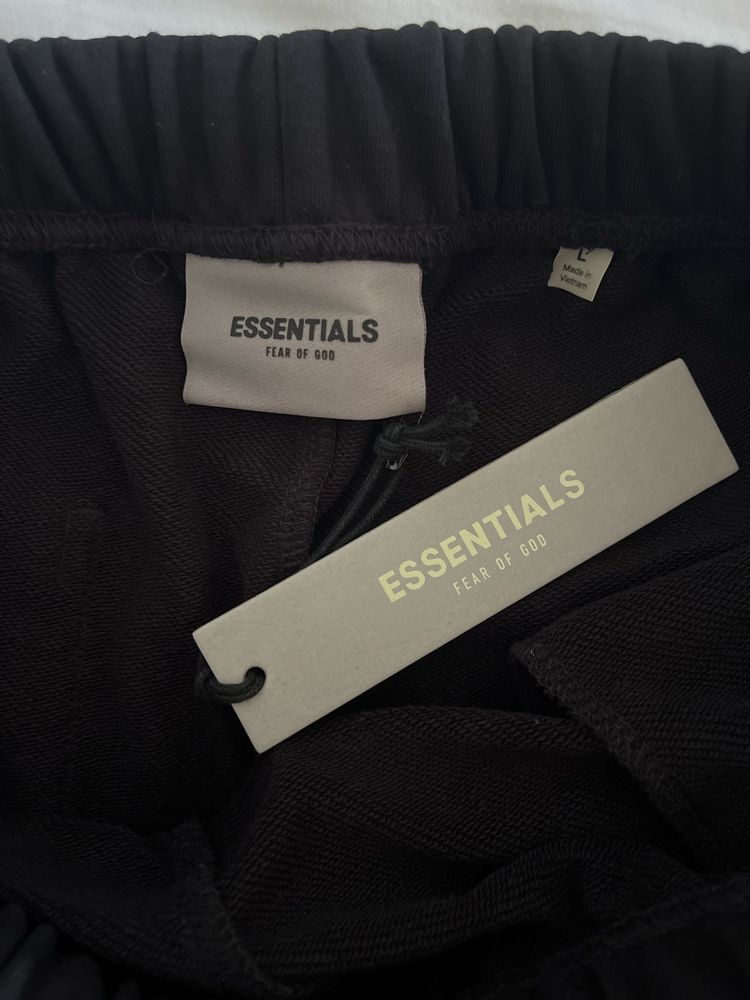 ESSENTIALS
FEAR OF GOD
L
Made in
Vietnam
ESSENTIALS
FEAR OF GOD